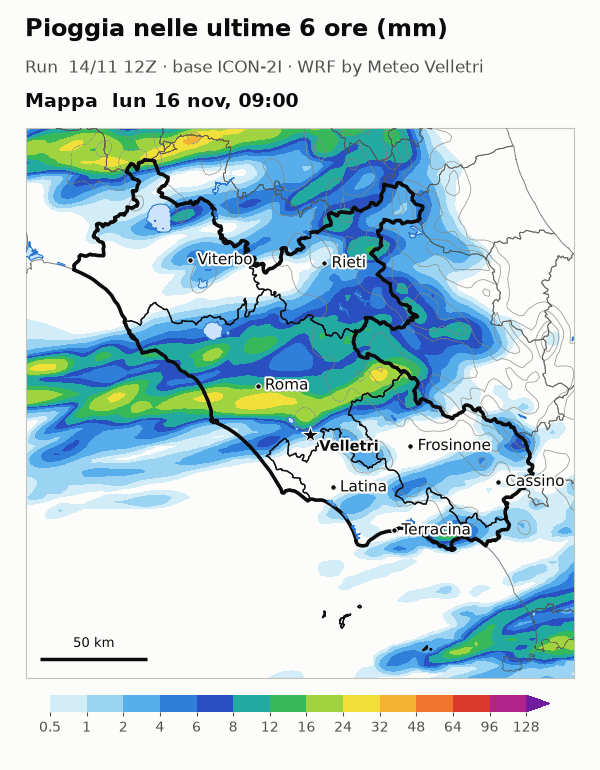 Pioggia nelle ultime 6 ore (mm)
Run  14/11 12Z · base ICON-2I · WRF by Meteo Velletri
Mappa  lun 16 nov, 09:00
Viterbo
Rieti
Roma
Velletri
Frosinone
Latina
Cassino
Terracina
50 km
0.5 1 2 4 6 8 12 16 24 32 48 64 96 128